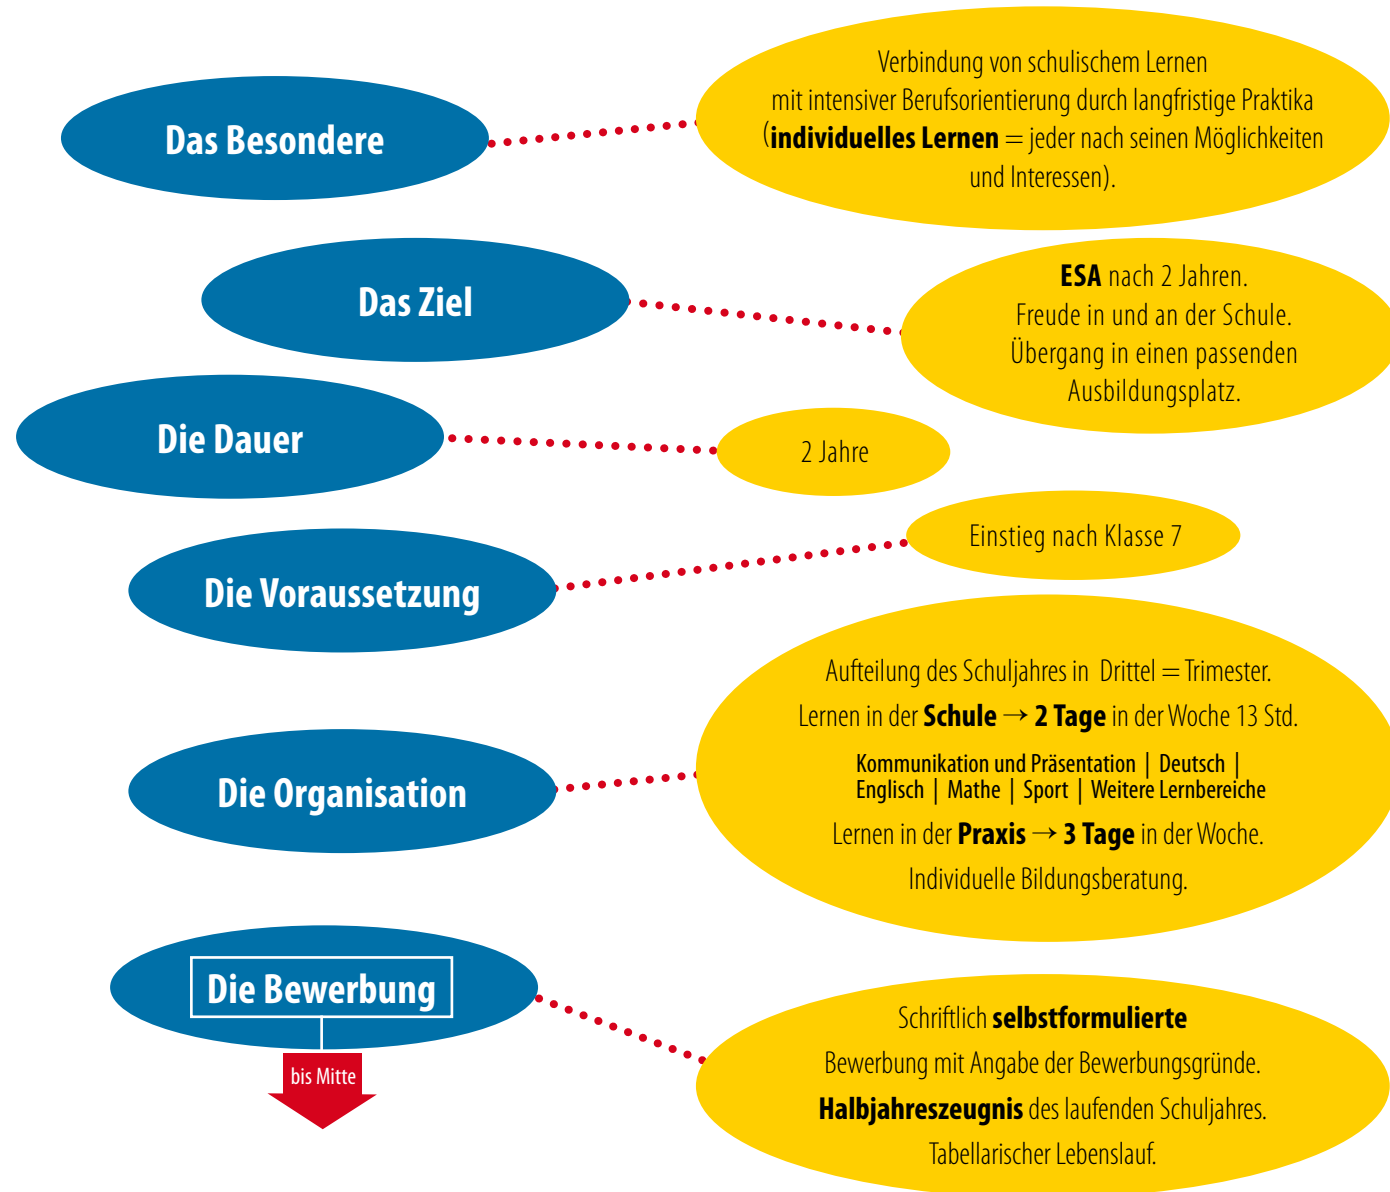 Das Besondere
Verbindung von schulischem Lernen
mit intensiver Berufsorientierung durch langfristige Praktika
(individuelles Lernen = jeder nach seinen Möglichkeiten
und Interessen).
Das Ziel
ESA nach 2 Jahren.
Freude in und an der Schule.
Übergang in einen passenden
Ausbildungsplatz.
Die Dauer
2 Jahre
Die Voraussetzung
Einstieg nach Klasse 7
Die Organisation
Aufteilung des Schuljahres in Drittel = Trimester.
Lernen in der Schule → 2 Tage in der Woche 13 Std.
Kommunikation und Präsentation | Deutsch |
Englisch | Mathe | Sport | Weitere Lernbereiche
Lernen in der Praxis → 3 Tage in der Woche.
Individuelle Bildungsberatung.
Die Bewerbung
bis Mitte
Schriftlich selbstformulierte
Bewerbung mit Angabe der Bewerbungsgründe.
Halbjahreszeugnis des laufenden Schuljahres.
Tabellarischer Lebenslauf.